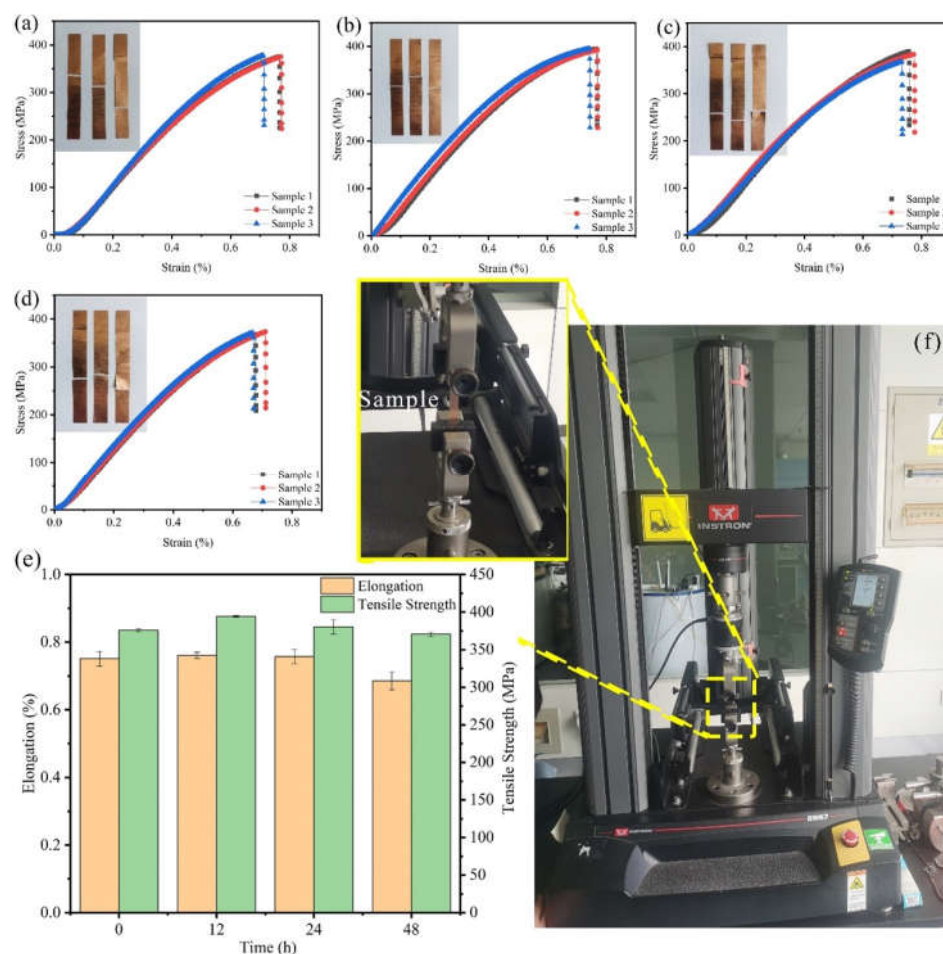 (a)
400
300
200
100
0
0.0
0.2
0.4
0.6
0.8
Stress (MPa)
Strain (%)
Sample 1
Sample 2
Sample 3
(b)
400
300
200
100
0
0.0
0.2
0.4
0.6
0.8
Stress (MPa)
Strain (%)
Sample 1
Sample 2
Sample 3
(c)
400
300
200
100
0
0.0
0.2
0.4
0.6
0.8
Stress (MPa)
Strain (%)
Sample
Sample
Sample
(d)
400
300
200
100
0
0.0
0.2
0.4
0.6
0.8
Stress (MPa)
Strain (%)
Sample 1
Sample 2
Sample 3
Sample
(f)
INSTRON
INSTRON
(e)
1.0
0.8
0.6
0.4
0.2
0.0
Elongation (%)
Elongation
Tensile Strength
450
400
350
300
250
200
150
100
50
0
Tensile Strength (MPa)
0
12
24
48
Time (h)